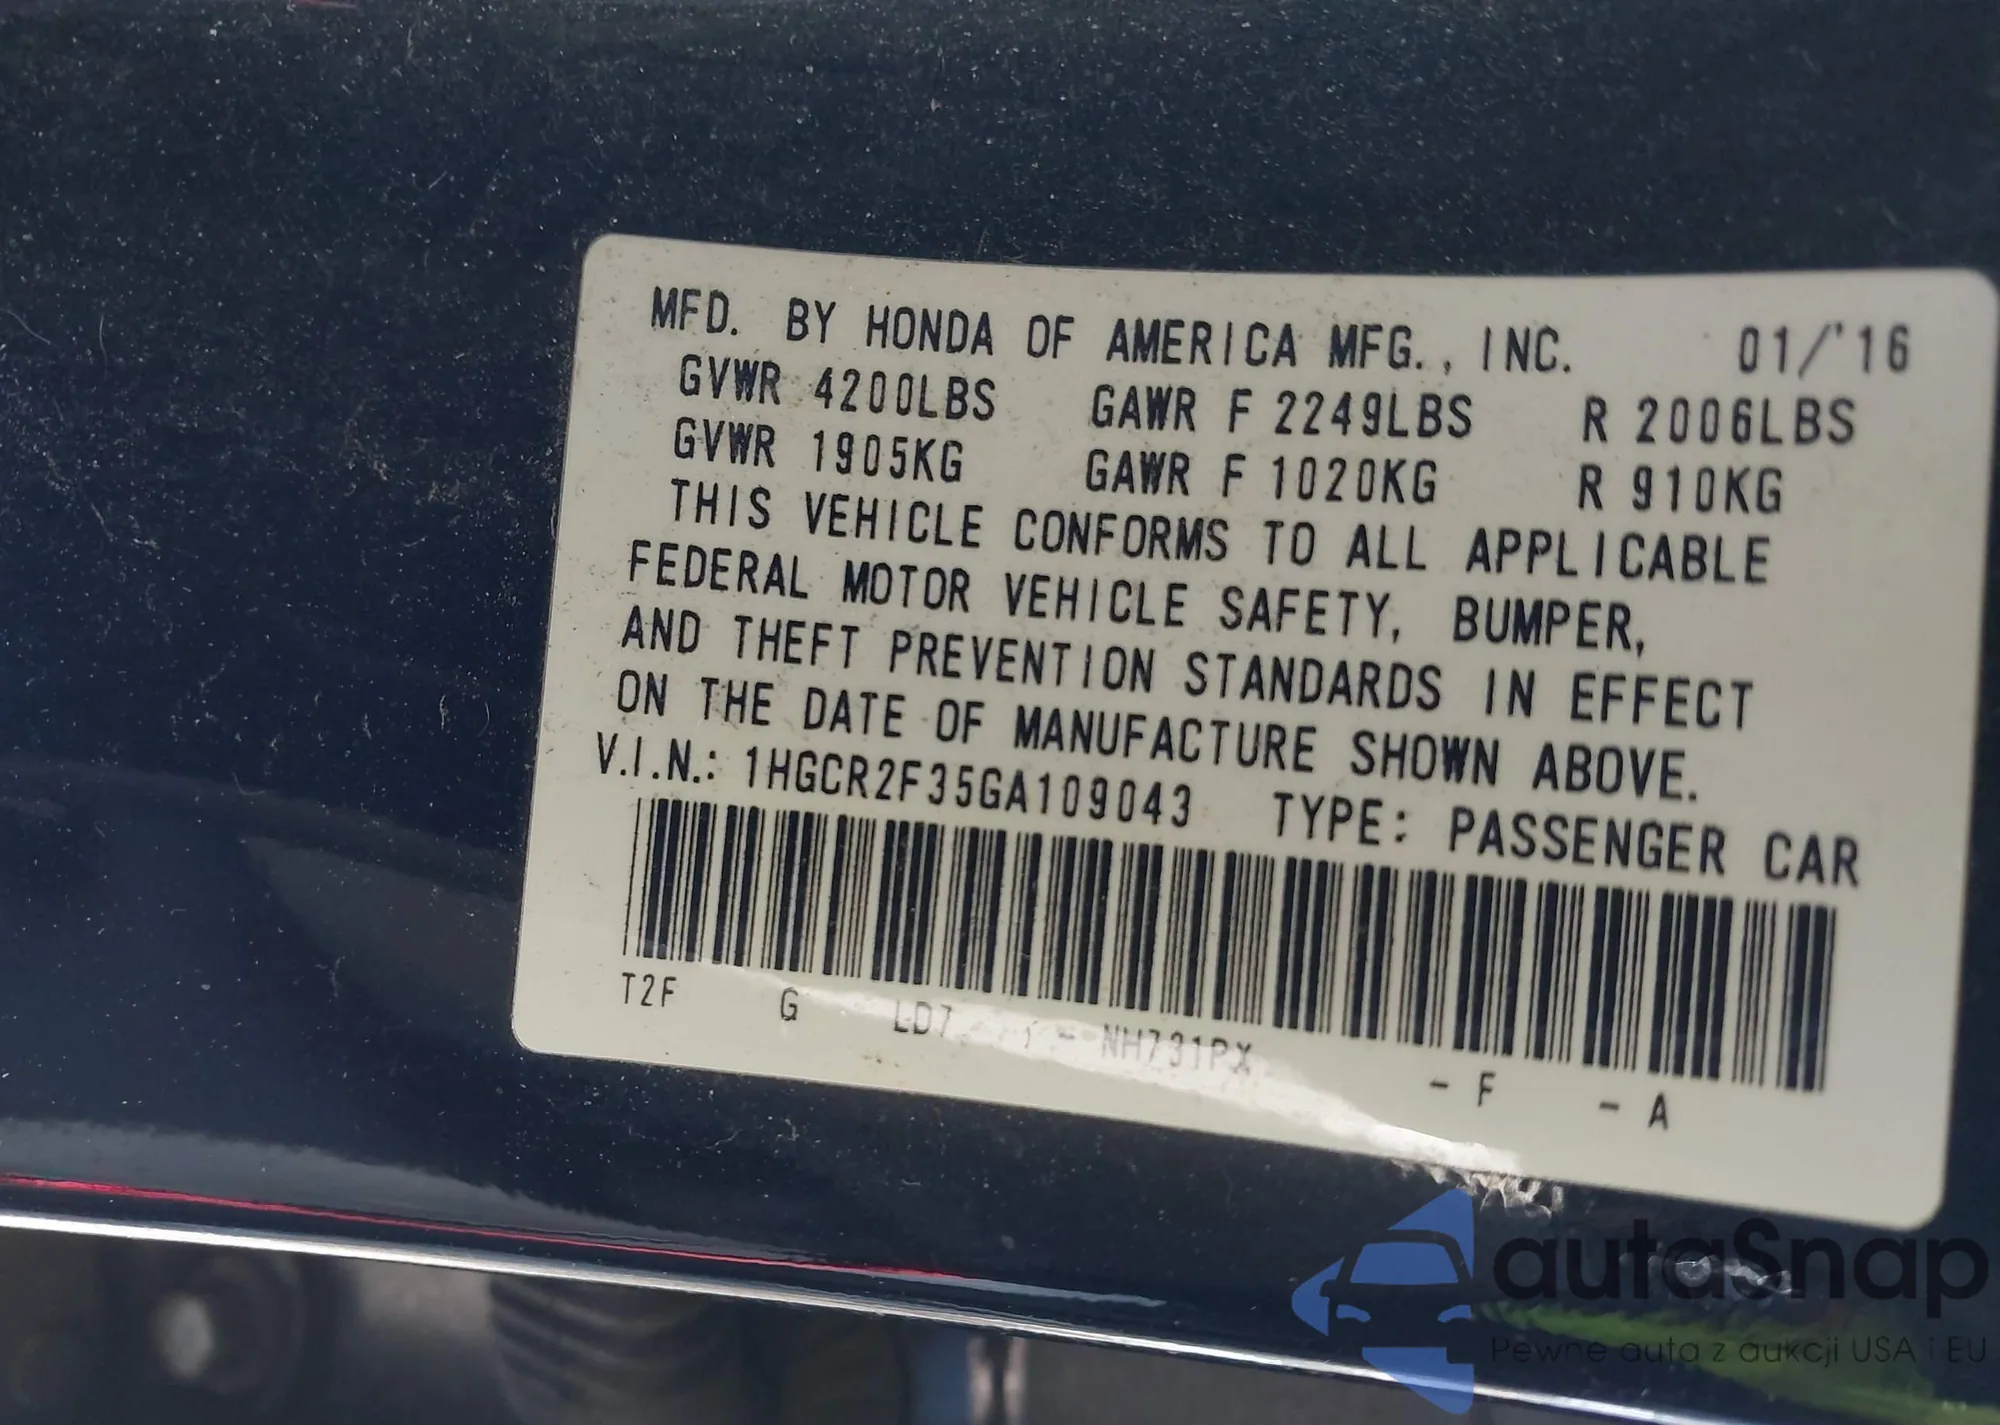 MFD. BY HONDA OF AMERICA MFG., INC. 01/'16
GVWR 4200LBS GAWR F 2249LBS R 2006LBS
GVWR 1905KG GAWR F 1020KG R 910KG
THIS VEHICLE CONFORMS TO ALL APPLICABLE
FEDERAL MOTOR VEHICLE SAFETY, BUMPER,
AND THEFT PREVENTION STANDARDS IN EFFECT
ON THE DATE OF MANUFACTURE SHOWN ABOVE.
V.I.N.: 1HGCR2F35GA109043 TYPE: PASSENGER CAR
T2F G LD7 - NH731PX - F - A
autaSnap
Pewne auta z aukcji USA i EU